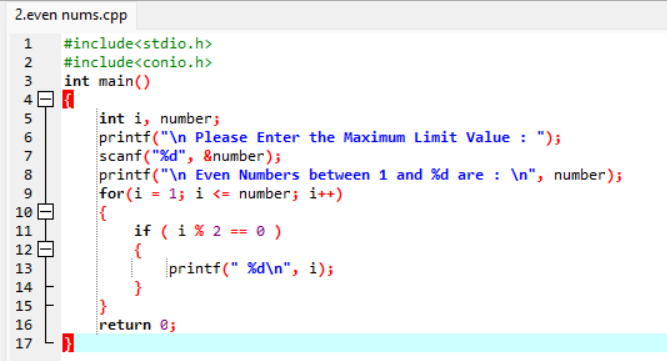 2.even nums.cpp
1 #include<stdio.h>
2 #include<conio.h>
3 int main()
4 {
5 int i, number;
6 printf("\n Please Enter the Maximum Limit Value : ");
7 scanf("%d", &number);
8 printf("\n Even Numbers between 1 and %d are : \n", number);
9 for(i = 1; i <= number; i++)
10 {
11 if ( i % 2 == 0 )
12 {
13 printf(" %d\n", i);
14 }
15 }
16 return 0;
17 }